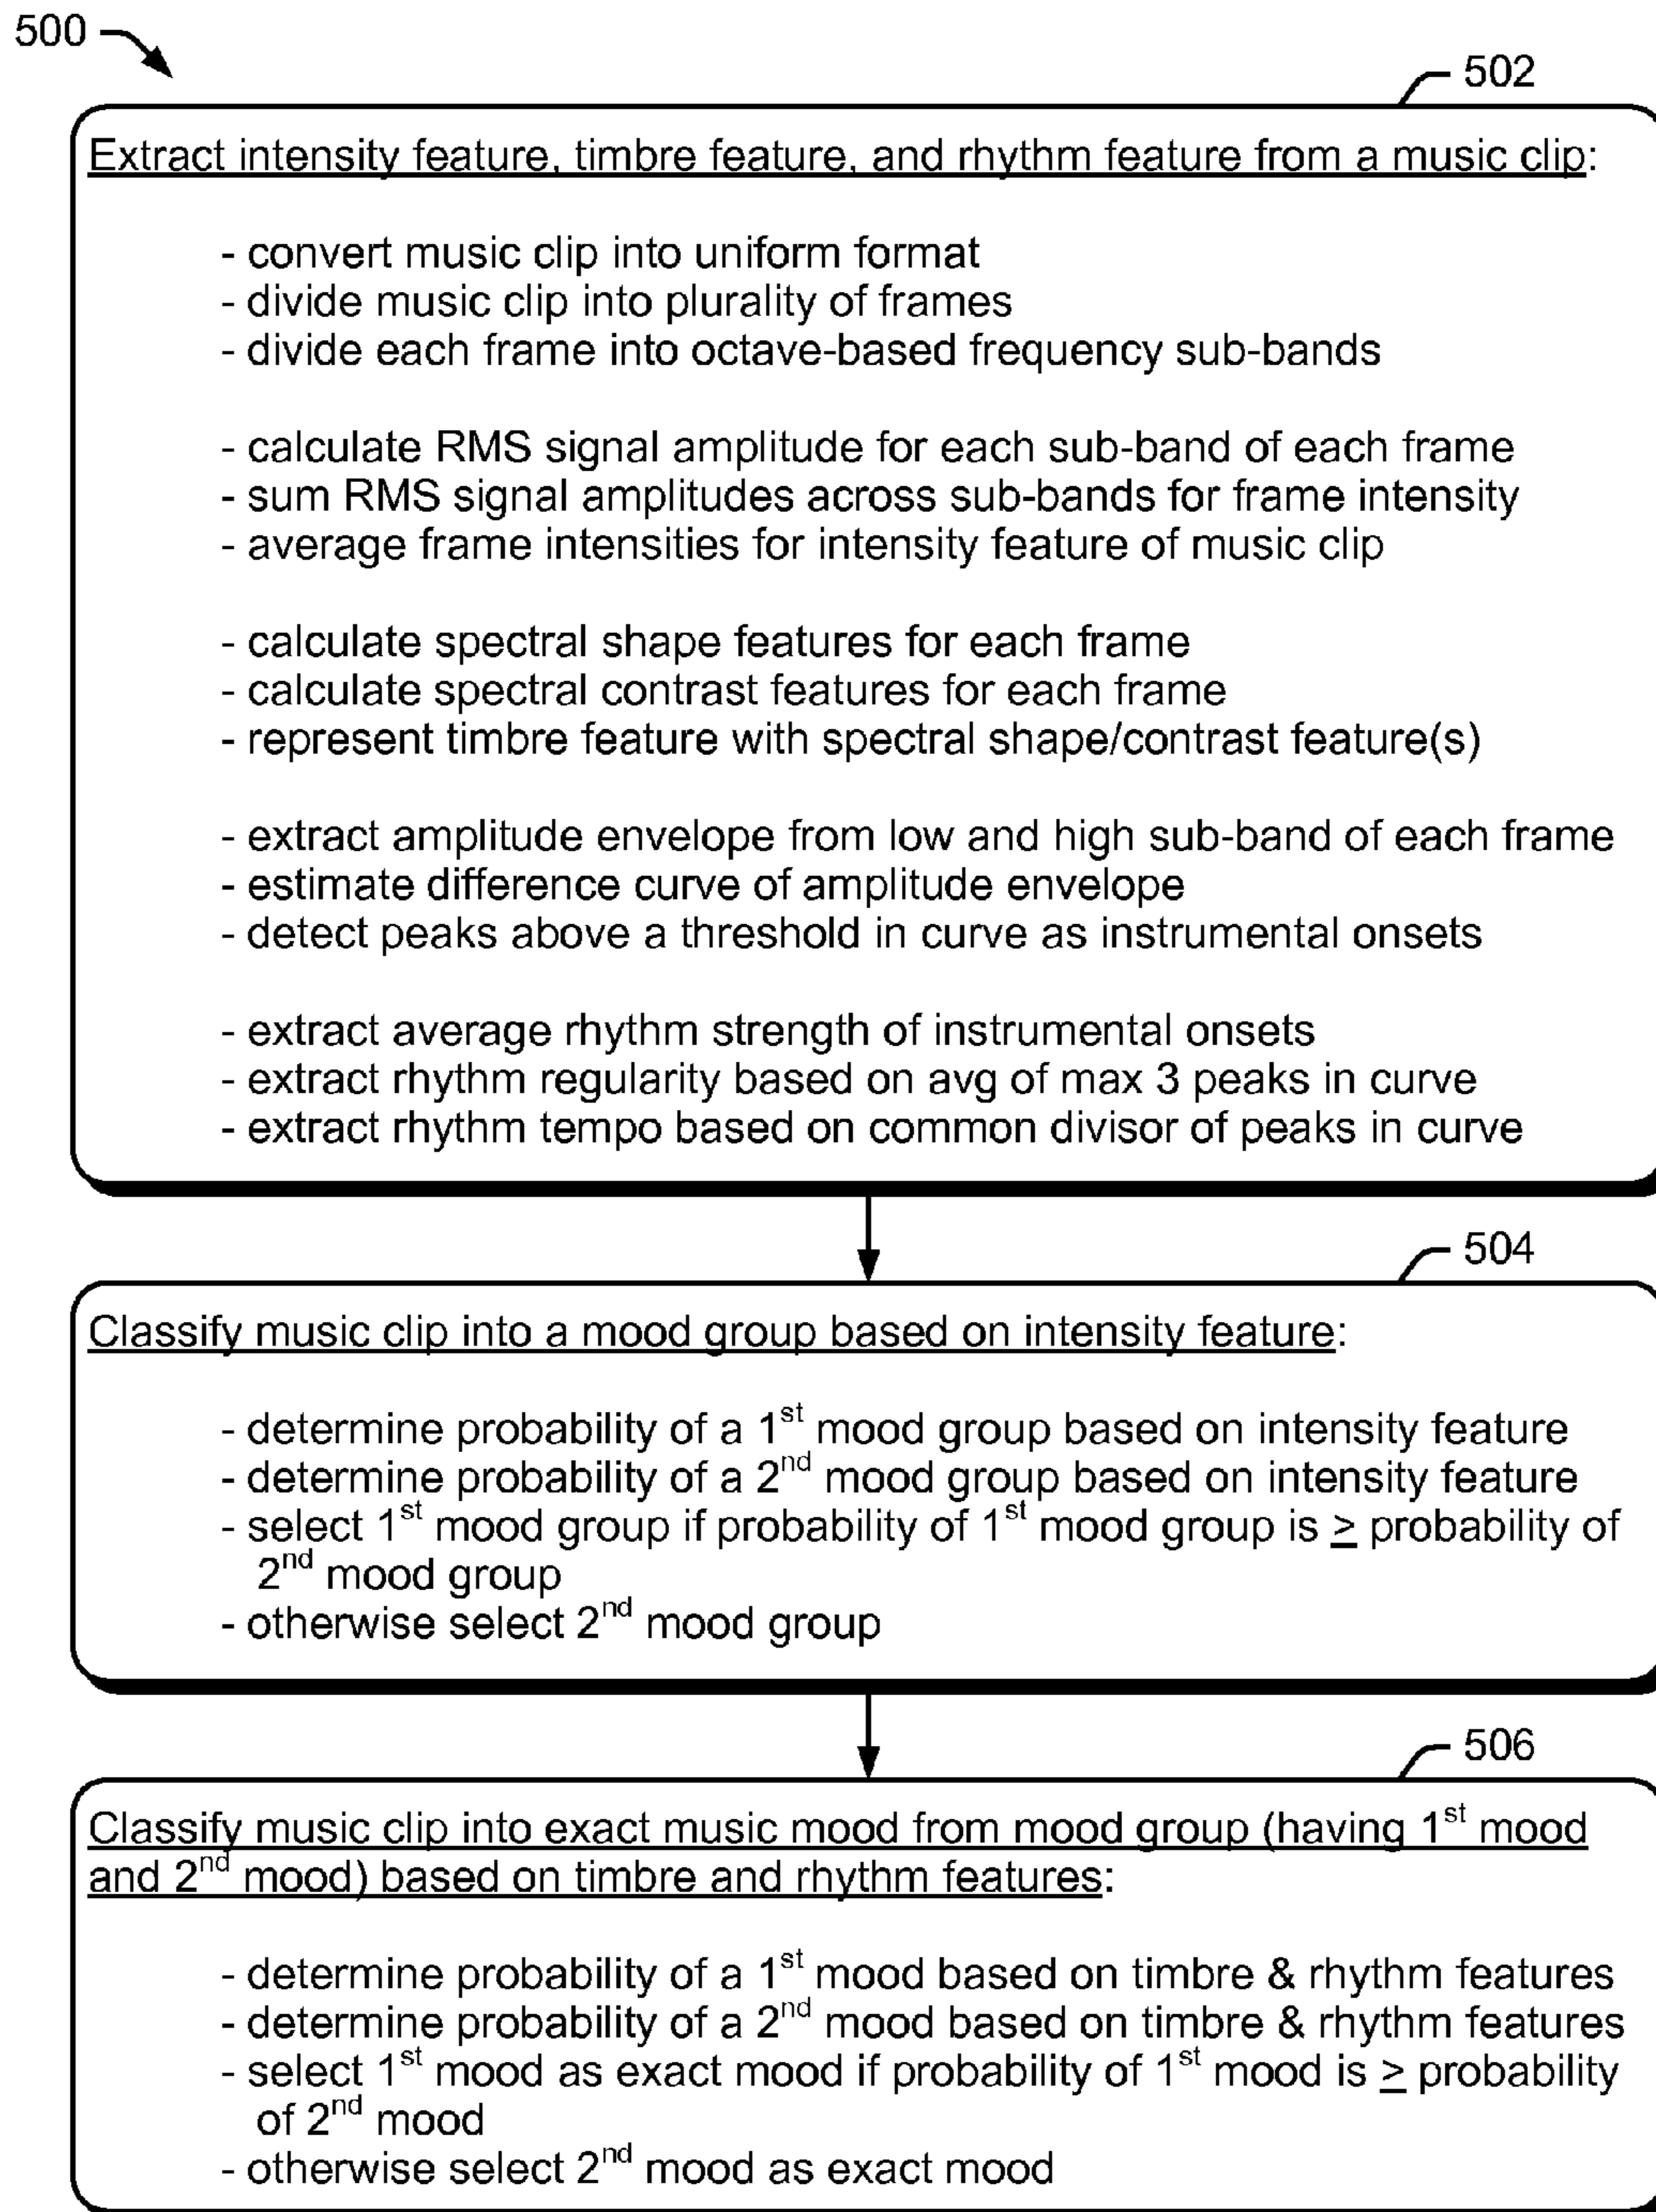 500
502
Extract intensity feature, timbre feature, and rhythm feature from a music clip:
- convert music clip into uniform format
- divide music clip into plurality of frames
- divide each frame into octave-based frequency sub-bands
- calculate RMS signal amplitude for each sub-band of each frame
- sum RMS signal amplitudes across sub-bands for frame intensity
- average frame intensities for intensity feature of music clip
- calculate spectral shape features for each frame
- calculate spectral contrast features for each frame
- represent timbre feature with spectral shape/contrast feature(s)
- extract amplitude envelope from low and high sub-band of each frame
- estimate difference curve of amplitude envelope
- detect peaks above a threshold in curve as instrumental onsets
- extract average rhythm strength of instrumental onsets
- extract rhythm regularity based on avg of max 3 peaks in curve
- extract rhythm tempo based on common divisor of peaks in curve
504
Classify music clip into a mood group based on intensity feature:
- determine probability of a 1st mood group based on intensity feature
- determine probability of a 2nd mood group based on intensity feature
- select 1st mood group if probability of 1st mood group is ≥ probability of
2nd mood group
- otherwise select 2nd mood group
506
Classify music clip into exact music mood from mood group (having 1st mood
and 2nd mood) based on timbre and rhythm features:
- determine probability of a 1st mood based on timbre & rhythm features
- determine probability of a 2nd mood based on timbre & rhythm features
- select 1st mood as exact mood if probability of 1st mood is ≥ probability
of 2nd mood
- otherwise select 2nd mood as exact mood